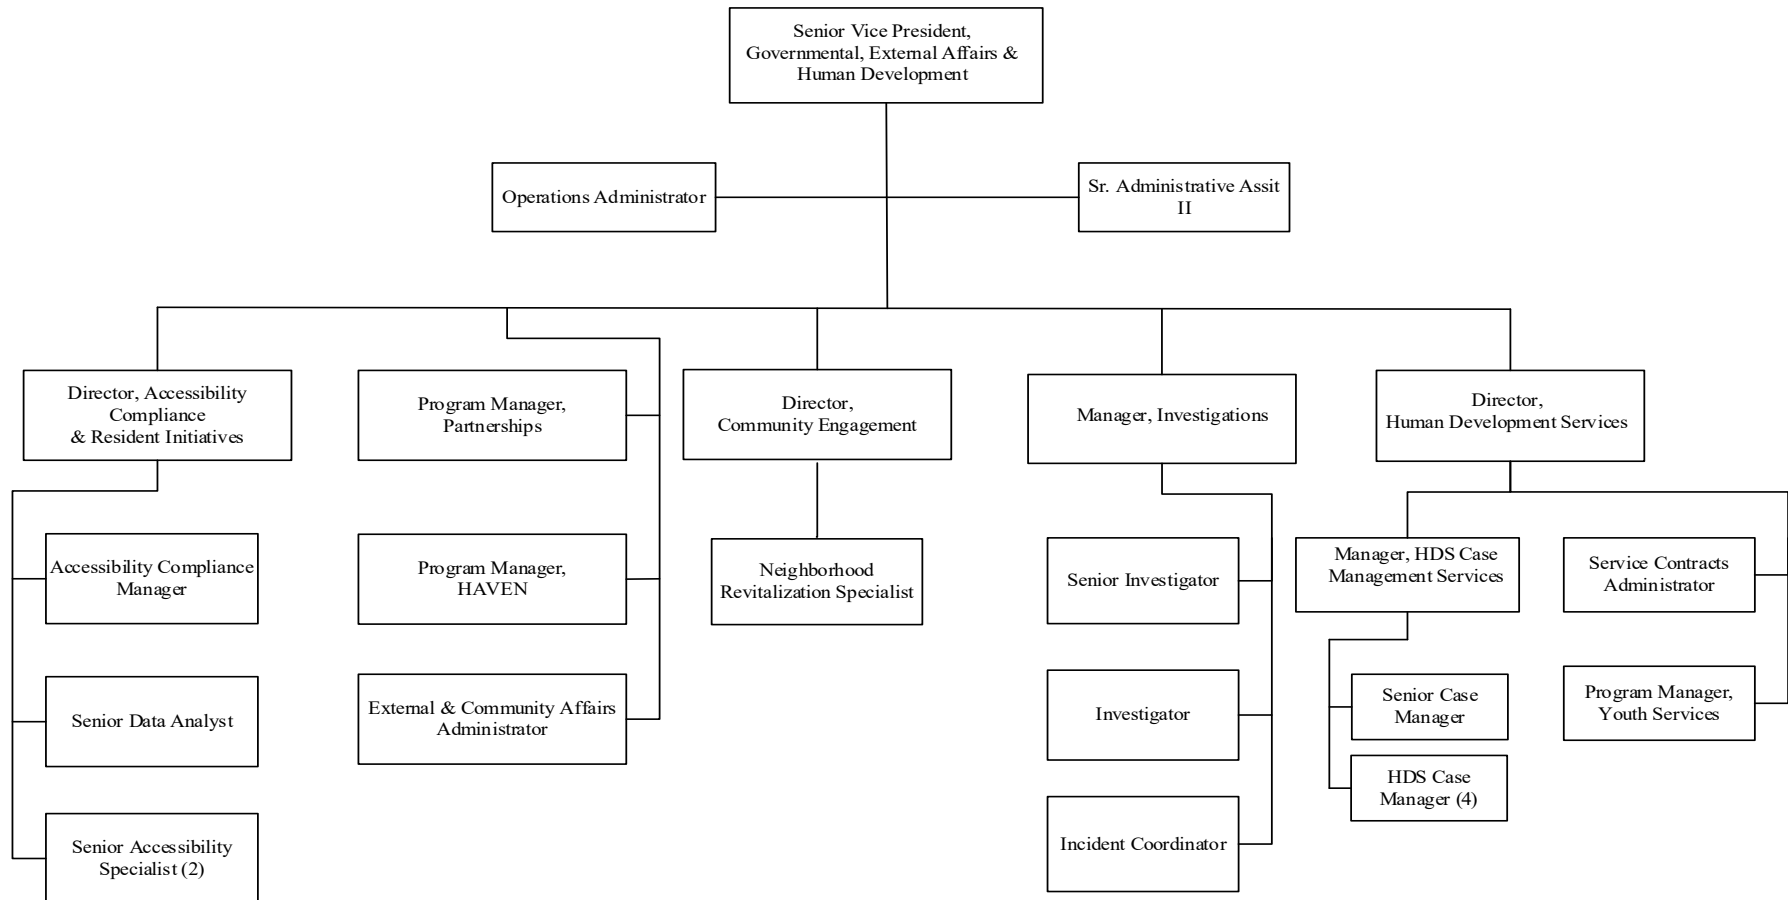 Senior Vice President,
Governmental, External Affairs &
Human Development
Operations Administrator
Sr. Administrative Assit
II
Director, Accessibility
Compliance
& Resident Initiatives
Program Manager,
Partnerships
Director,
Community Engagement
Manager, Investigations
Director,
Human Development Services
Accessibility Compliance
Manager
Program Manager,
HAVEN
Neighborhood
Revitalization Specialist
Senior Investigator
Manager, HDS Case
Management Services
Service Contracts
Administrator
Senior Data Analyst
External & Community Affairs
Administrator
Investigator
Senior Case
Manager
Program Manager,
Youth Services
HDS Case
Manager (4)
Senior Accessibility
Specialist (2)
Incident Coordinator